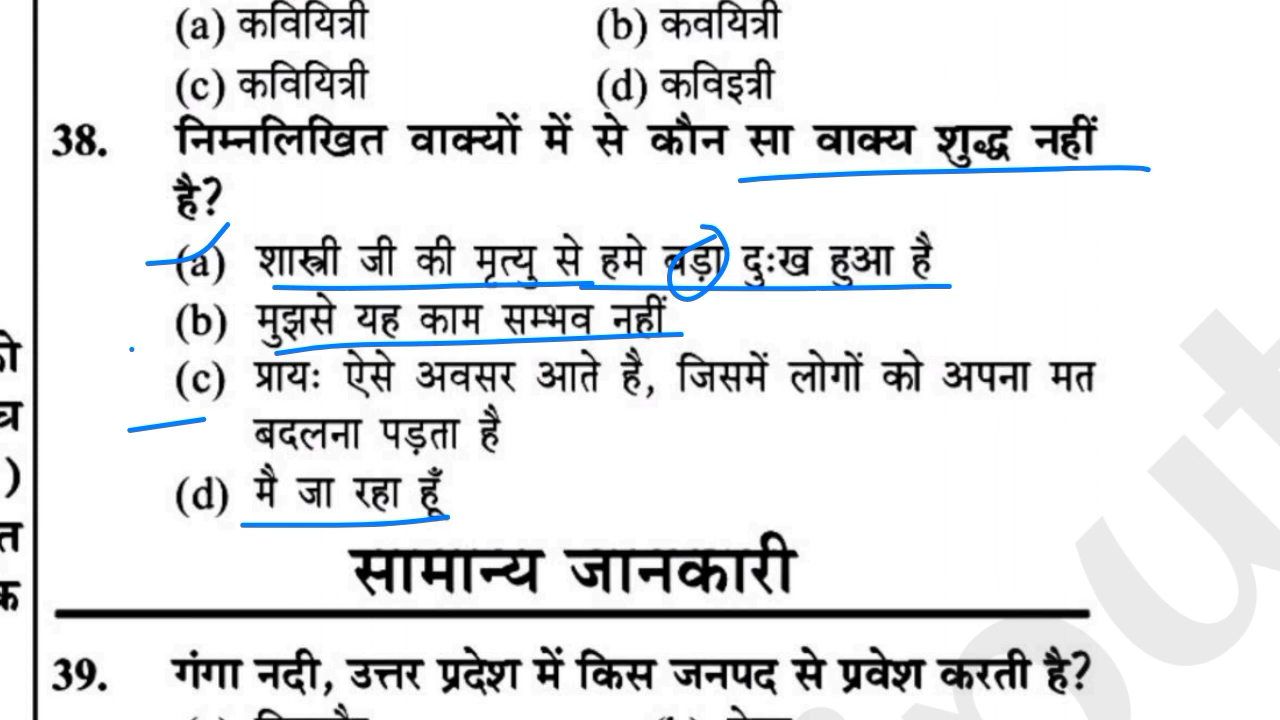 (a) कवियित्री (b) कवयित्री
(c) कवियित्री (d) कविइत्री
38. निम्नलिखित वाक्यों में से कौन सा वाक्य शुद्ध नहीं
है?
(a) शास्त्री जी की मृत्यु से हमे बड़ा दुःख हुआ है
(b) मुझसे यह काम सम्भव नहीं
(c) प्रायः ऐसे अवसर आते है, जिसमें लोगों को अपना मत
बदलना पड़ता है
(d) मै जा रहा हूँ
सामान्य जानकारी
39. गंगा नदी, उत्तर प्रदेश में किस जनपद से प्रवेश करती है?